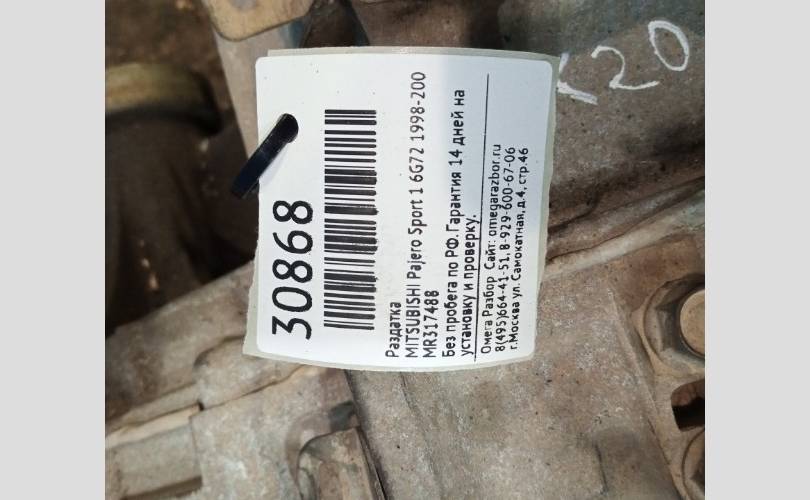 30868
Раздатка
MITSUBISHI Pajero Sport 1 6G72 1998-200
MR317488
Без пробега по РФ. Гарантия 14 дней на
установку и проверку.
Омега Разбор Сайт: omegarazbor.ru
8(495)664-41-51, 8-929-600-67-06
г.Москва ул. Самокатная, д.4, стр.46
20